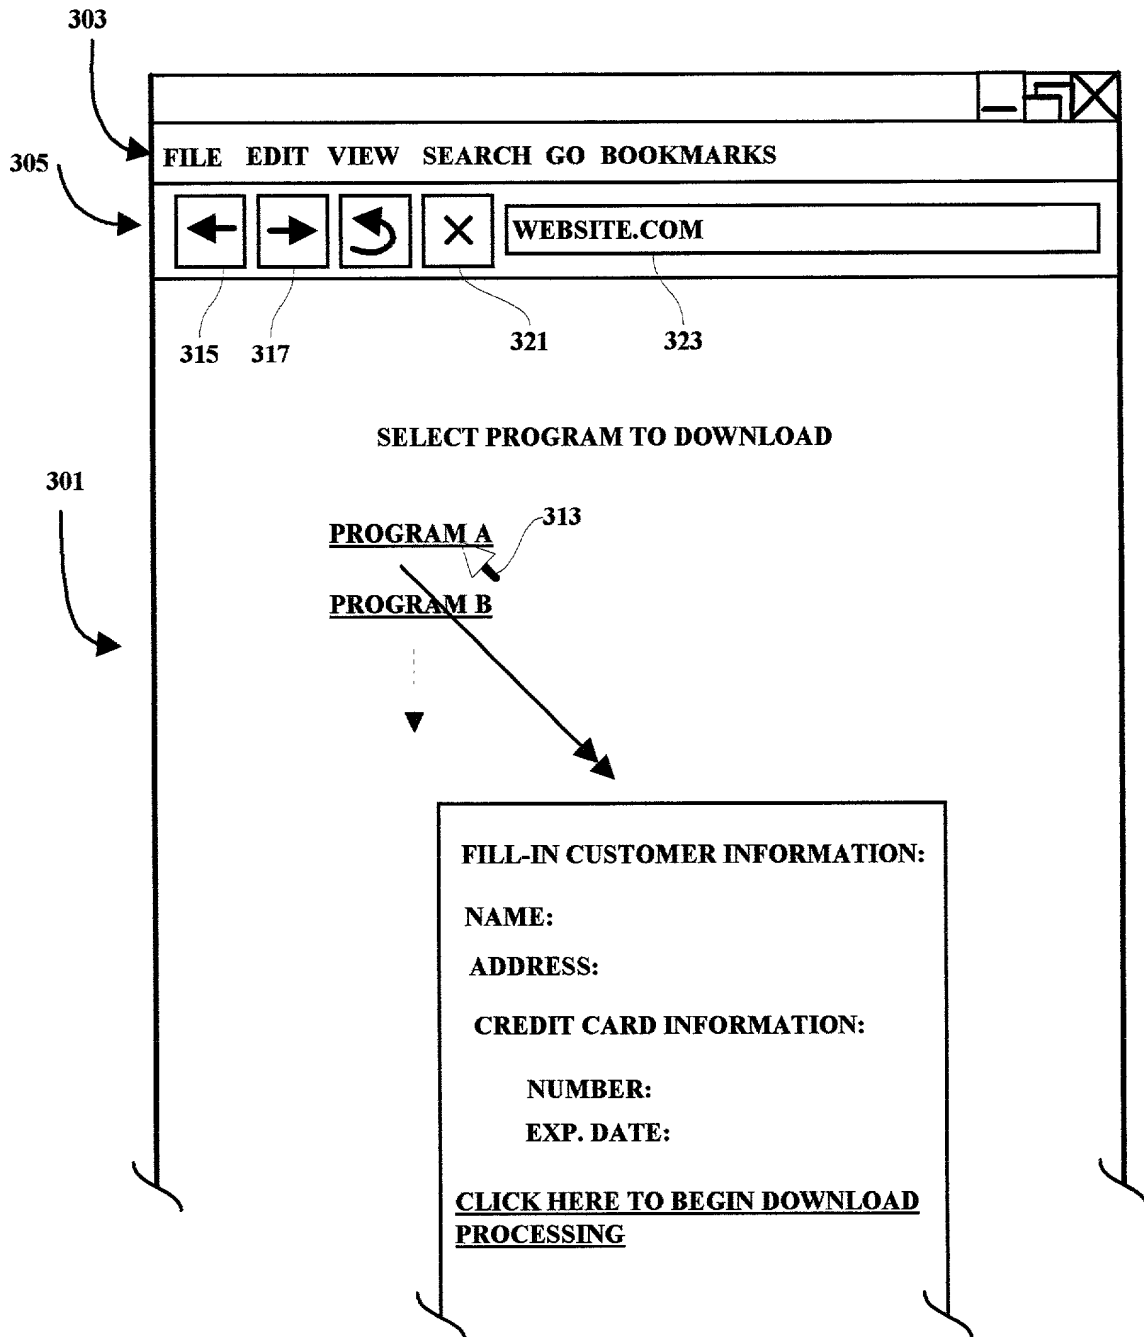 303
305
FILE EDIT VIEW SEARCH GO BOOKMARKS
WEBSITE.COM
315 317 321 323
SELECT PROGRAM TO DOWNLOAD
301
313
PROGRAM A
PROGRAM B
FILL-IN CUSTOMER INFORMATION:
NAME:
ADDRESS:
CREDIT CARD INFORMATION:
NUMBER:
EXP. DATE:
CLICK HERE TO BEGIN DOWNLOAD
PROCESSING